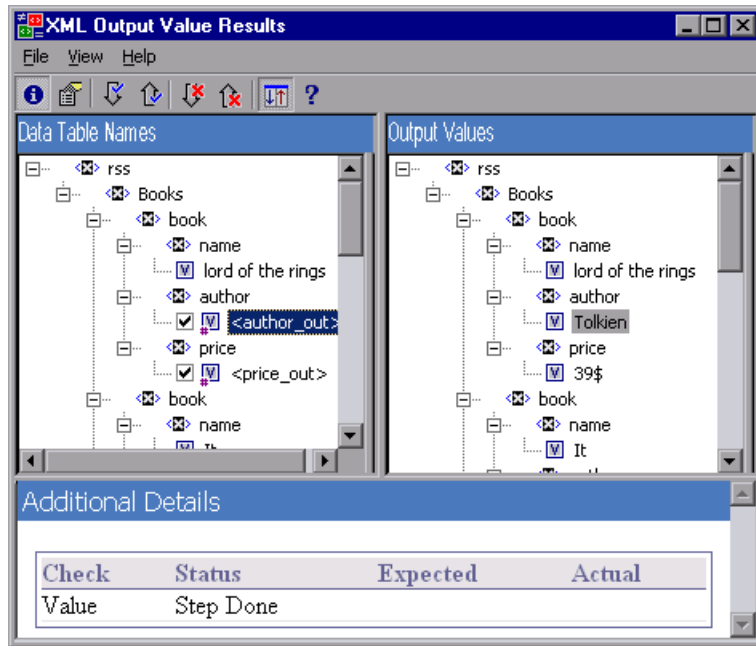 XML Output Value Results
File View Help
Data Table Names
rss
Books
book
name
lord of the rings
author
<author_out>
price
<price_out>
book
name
It
Output Values
rss
Books
book
name
lord of the rings
author
Tolkien
price
39$
book
name
It
Additional Details
Check Status Expected Actual
Value Step Done